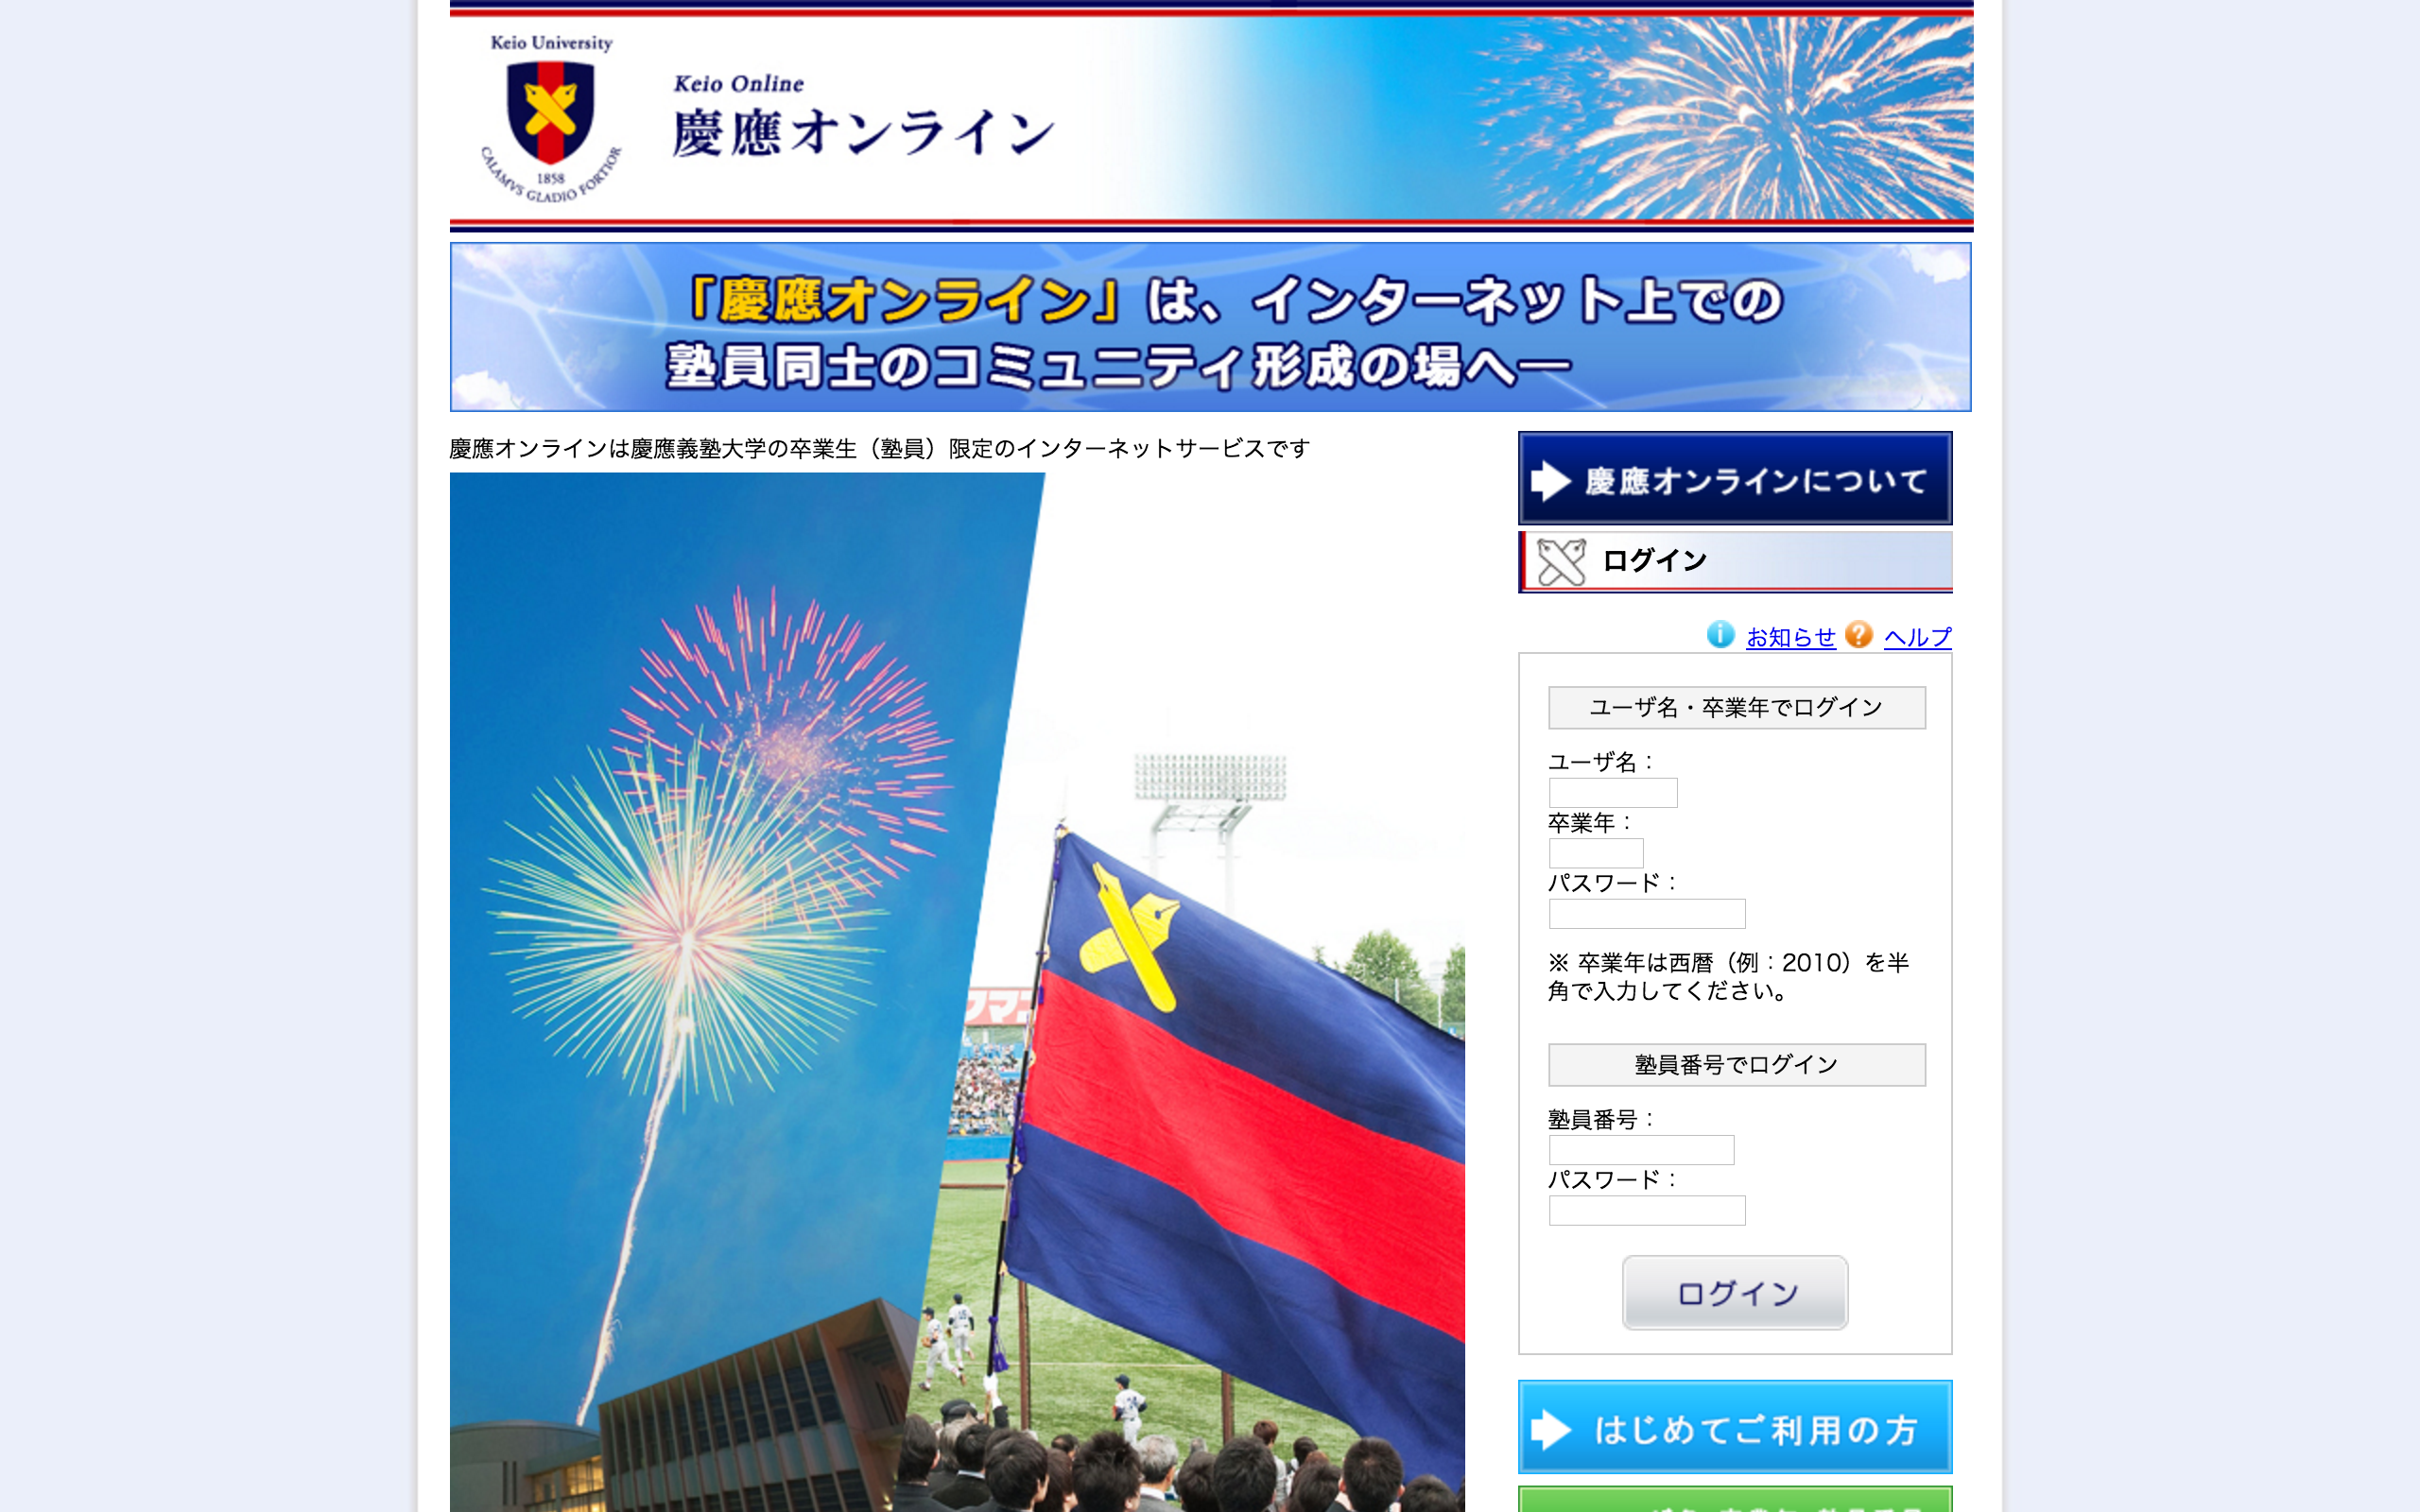 Keio University
1858
CALAMVS GLADIO FORTIOR
Keio Online
慶應オンライン
「慶應オンライン」は、インターネット上での
塾員同士のコミュニティ形成の場へ―
慶應オンラインは慶應義塾大学の卒業生（塾員）限定のインターネットサービスです
慶應オンラインについて
ログイン
お知らせ ヘルプ
ユーザ名・卒業年でログイン
ユーザ名：
卒業年：
パスワード：
※ 卒業年は西暦（例：2010）を半
角で入力してください。
塾員番号でログイン
塾員番号：
パスワード：
ログイン
はじめてご利用の方